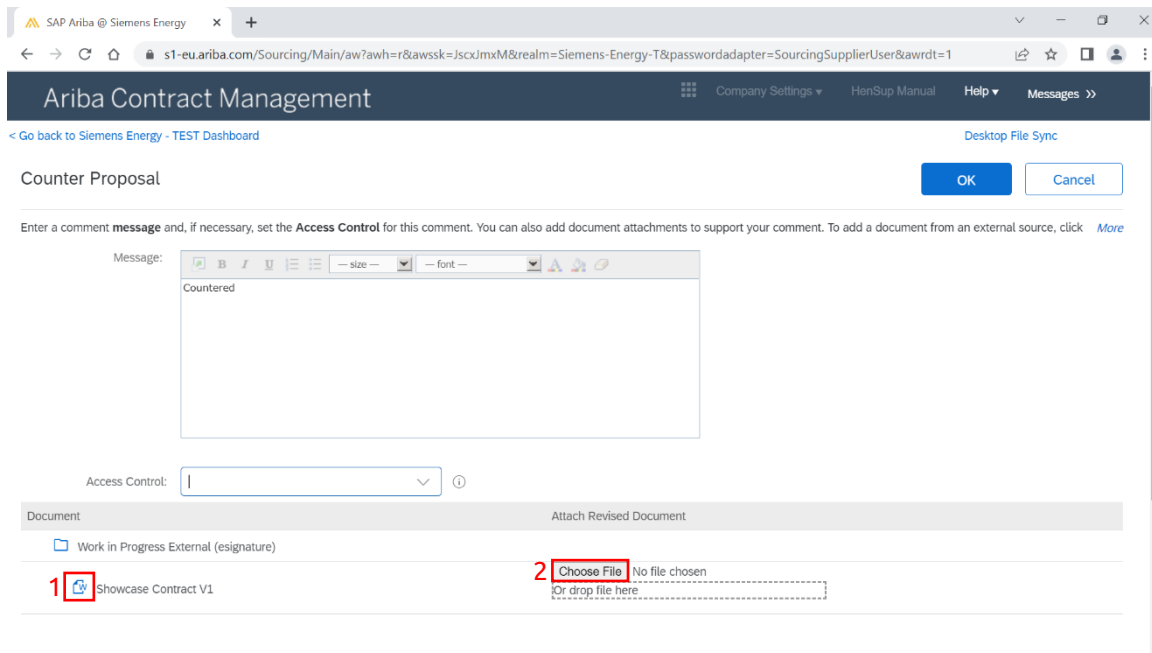 SAP Ariba @ Siemens Energy
s1-eu.ariba.com/Sourcing/Main/aw?awh=r&awssk=JscxJmxM&realm=Siemens-Energy-T&passwordadapter=SourcingSupplierUser&awrdt=1
Ariba Contract Management Company Settings HenSup Manual Help Messages >>
< Go back to Siemens Energy - TEST Dashboard Desktop File Sync
Counter Proposal OK Cancel
Enter a comment message and, if necessary, set the Access Control for this comment. You can also add document attachments to support your comment. To add a document from an external source, click More
Message: B I U — size — — font — A
Countered
Access Control:
Document Attach Revised Document
Work in Progress External (esignature)
2 Choose File No file chosen
1 W Showcase Contract V1 Or drop file here